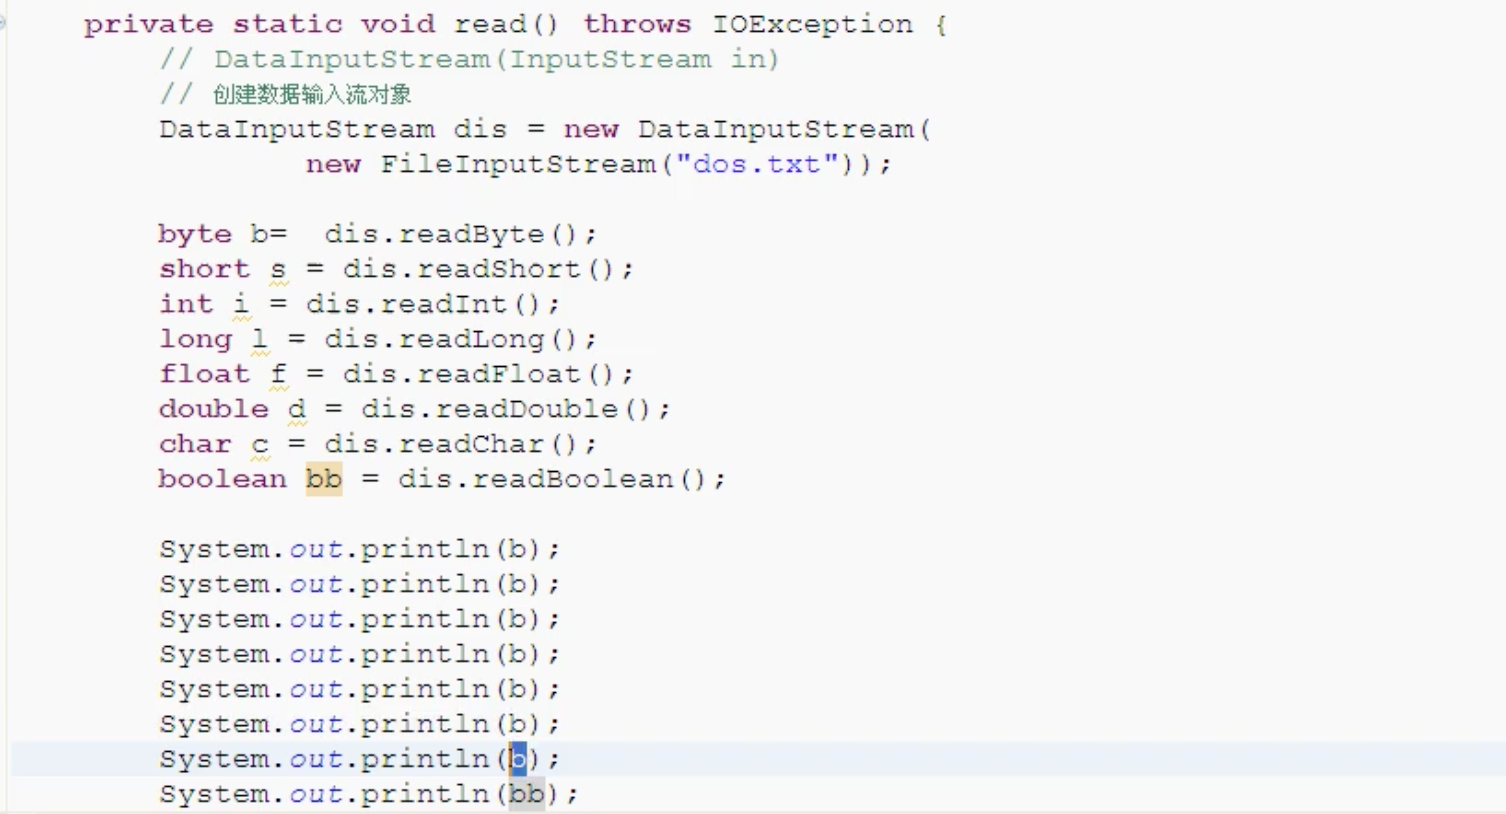 private static void read() throws IOException {
// DataInputStream(InputStream in)
// 创建数据输入流对象
DataInputStream dis = new DataInputStream(
new FileInputStream("dos.txt"));
byte b=  dis.readByte();
short s = dis.readShort();
int i = dis.readInt();
long l = dis.readLong();
float f = dis.readFloat();
double d = dis.readDouble();
char c = dis.readChar();
boolean bb = dis.readBoolean();
System.out.println(b);
System.out.println(b);
System.out.println(b);
System.out.println(b);
System.out.println(b);
System.out.println(b);
System.out.println(b);
System.out.println(bb);